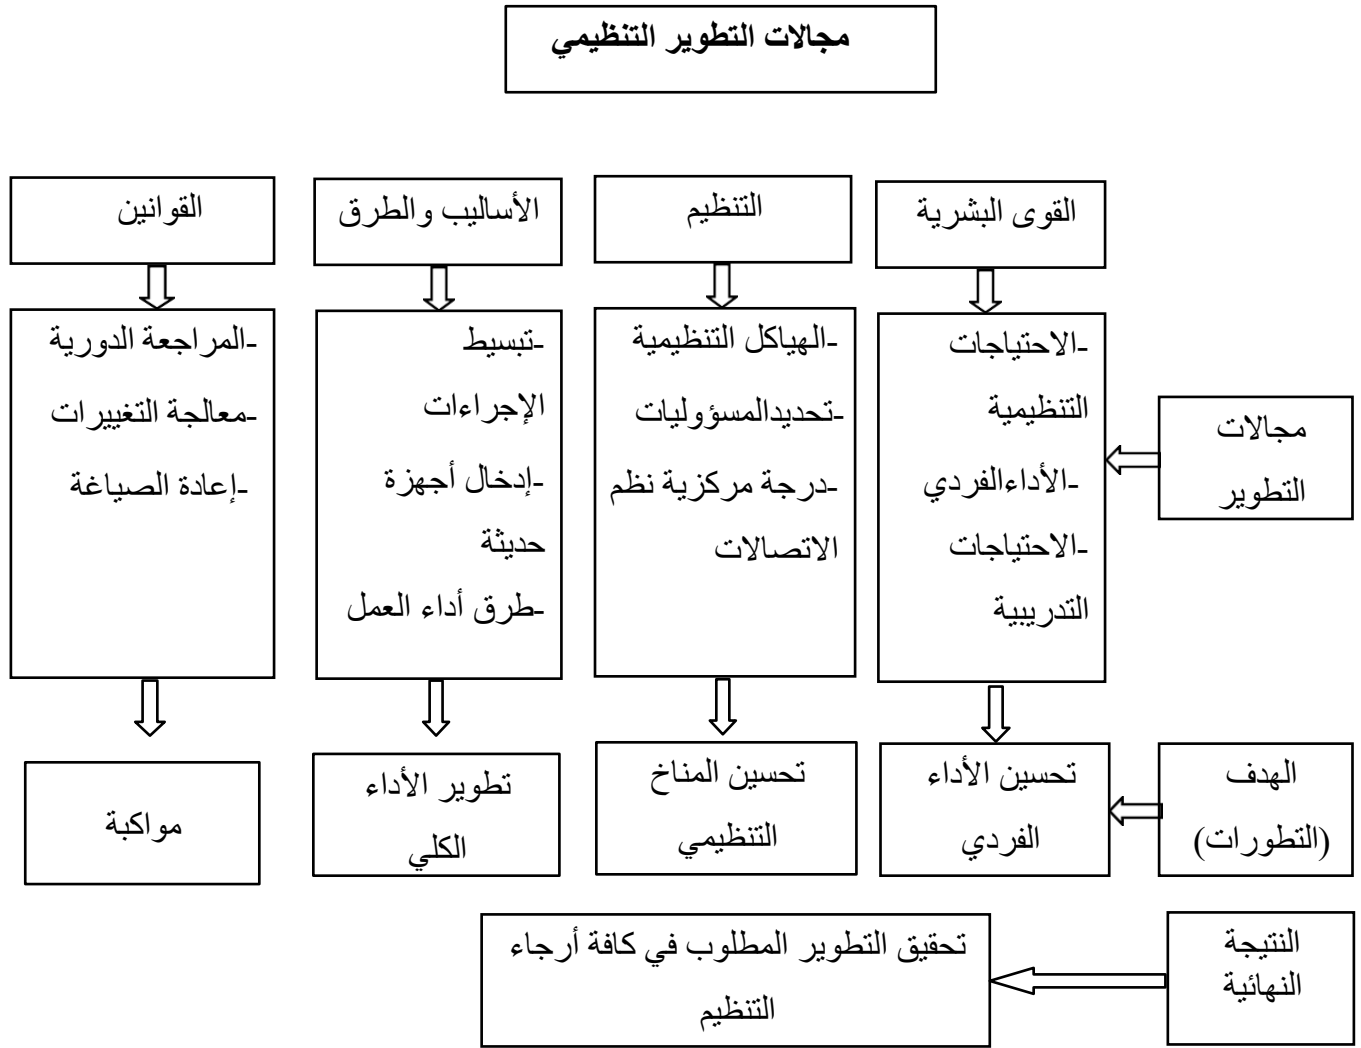 مجالات التطوير التنظيمي
القوى البشرية
التنظيم
الأساليب والطرق
القوانين
مجالات
التطوير
-الاحتياجات
التنظيمية
-الأداءالفردي
-الاحتياجات
التدريبية
-الهياكل التنظيمية
-تحديدالمسؤوليات
-درجة مركزية نظم
الاتصالات
-تبسيط
الإجراءات
-إدخال أجهزة
حديثة
-طرق أداء العمل
-المراجعة الدورية
-معالجة التغييرات
-إعادة الصياغة
الهدف
(التطورات)
تحسين الأداء
الفردي
تحسين المناخ
التنظيمي
تطوير الأداء
الكلي
مواكبة
النتيجة
النهائية
تحقيق التطوير المطلوب في كافة أرجاء
التنظيم